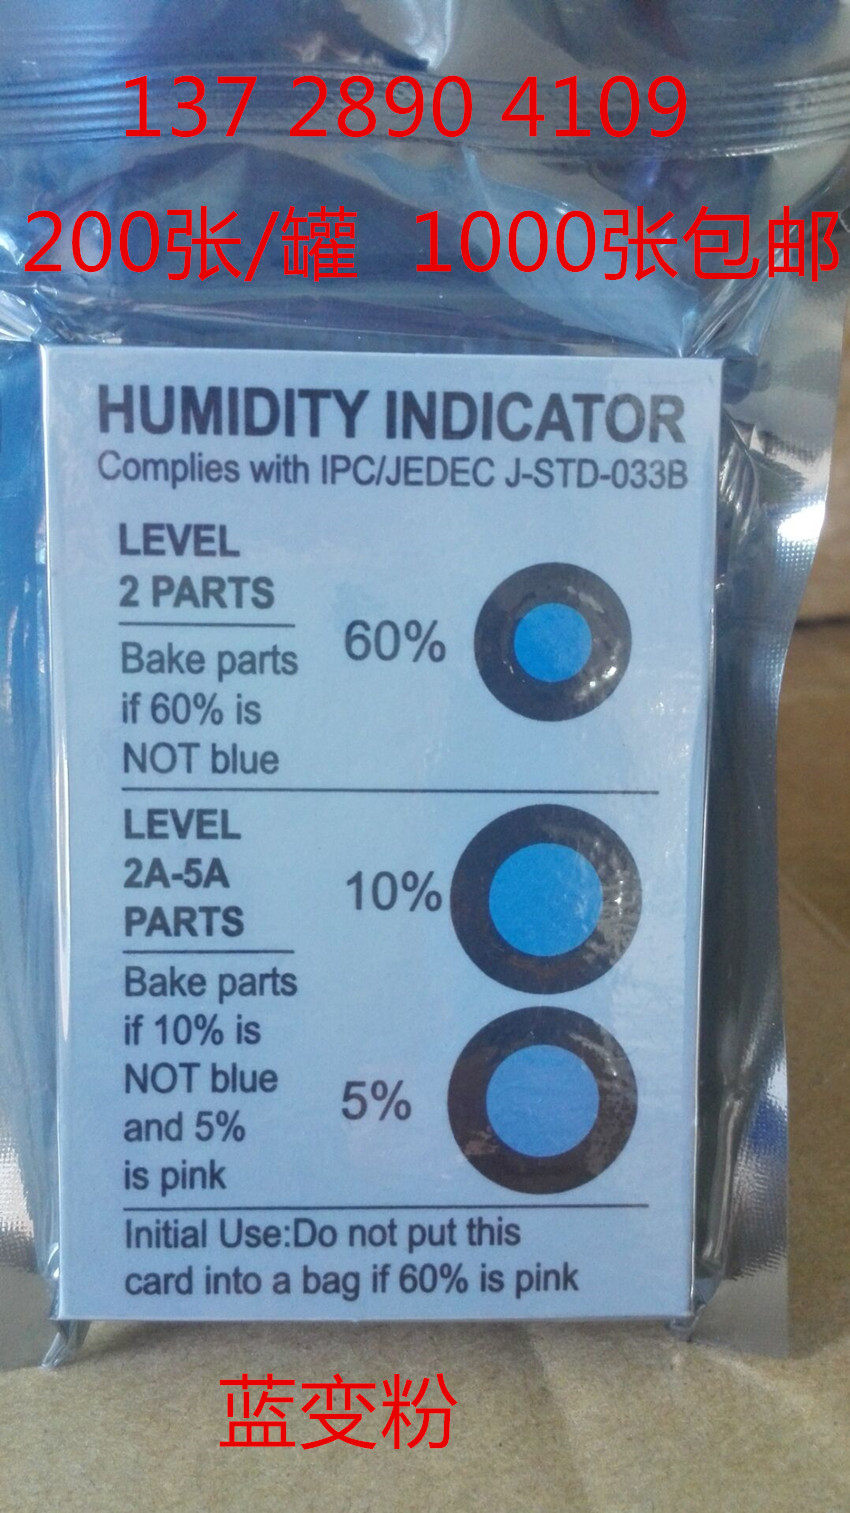 137 2890 4109
200张/罐 1000张包邮
HUMIDITY INDICATOR
Complies with IPC/JEDEC J-STD-033B
LEVEL
2 PARTS
Bake parts
if 60% is
NOT blue
60%
LEVEL
2A-5A
PARTS
Bake parts
if 10% is
NOT blue
and 5%
is pink
10%
5%
Initial Use:Do not put this
card into a bag if 60% is pink
蓝变粉